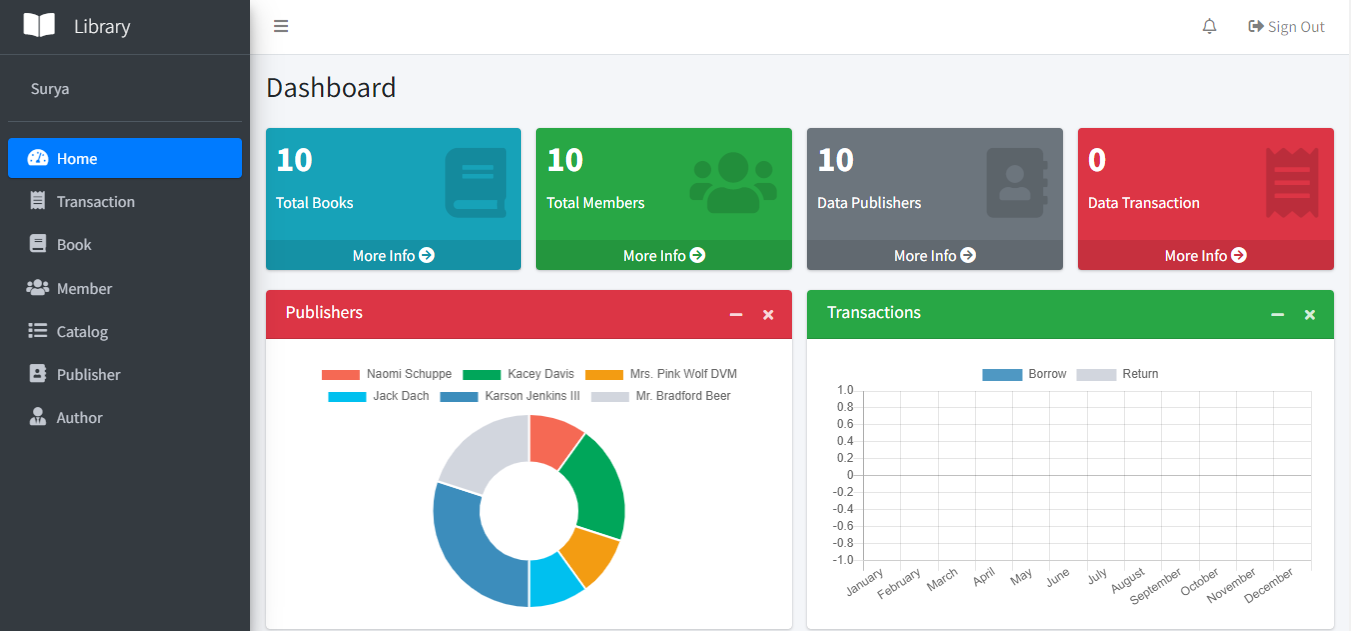 Library
Sign Out
Surya
Dashboard
Home
Transaction
Book
Member
Catalog
Publisher
Author
10
Total Books
More Info
10
Total Members
More Info
10
Data Publishers
More Info
0
Data Transaction
More Info
Publishers
Naomi Schuppe Kacey Davis Mrs. Pink Wolf DVM
Jack Dach Karson Jenkins III Mr. Bradford Beer
Transactions
Borrow Return
1.0
0.8
0.6
0.4
0.2
0
-0.2
-0.4
-0.6
-0.8
-1.0
January February March April May June July August September October November December